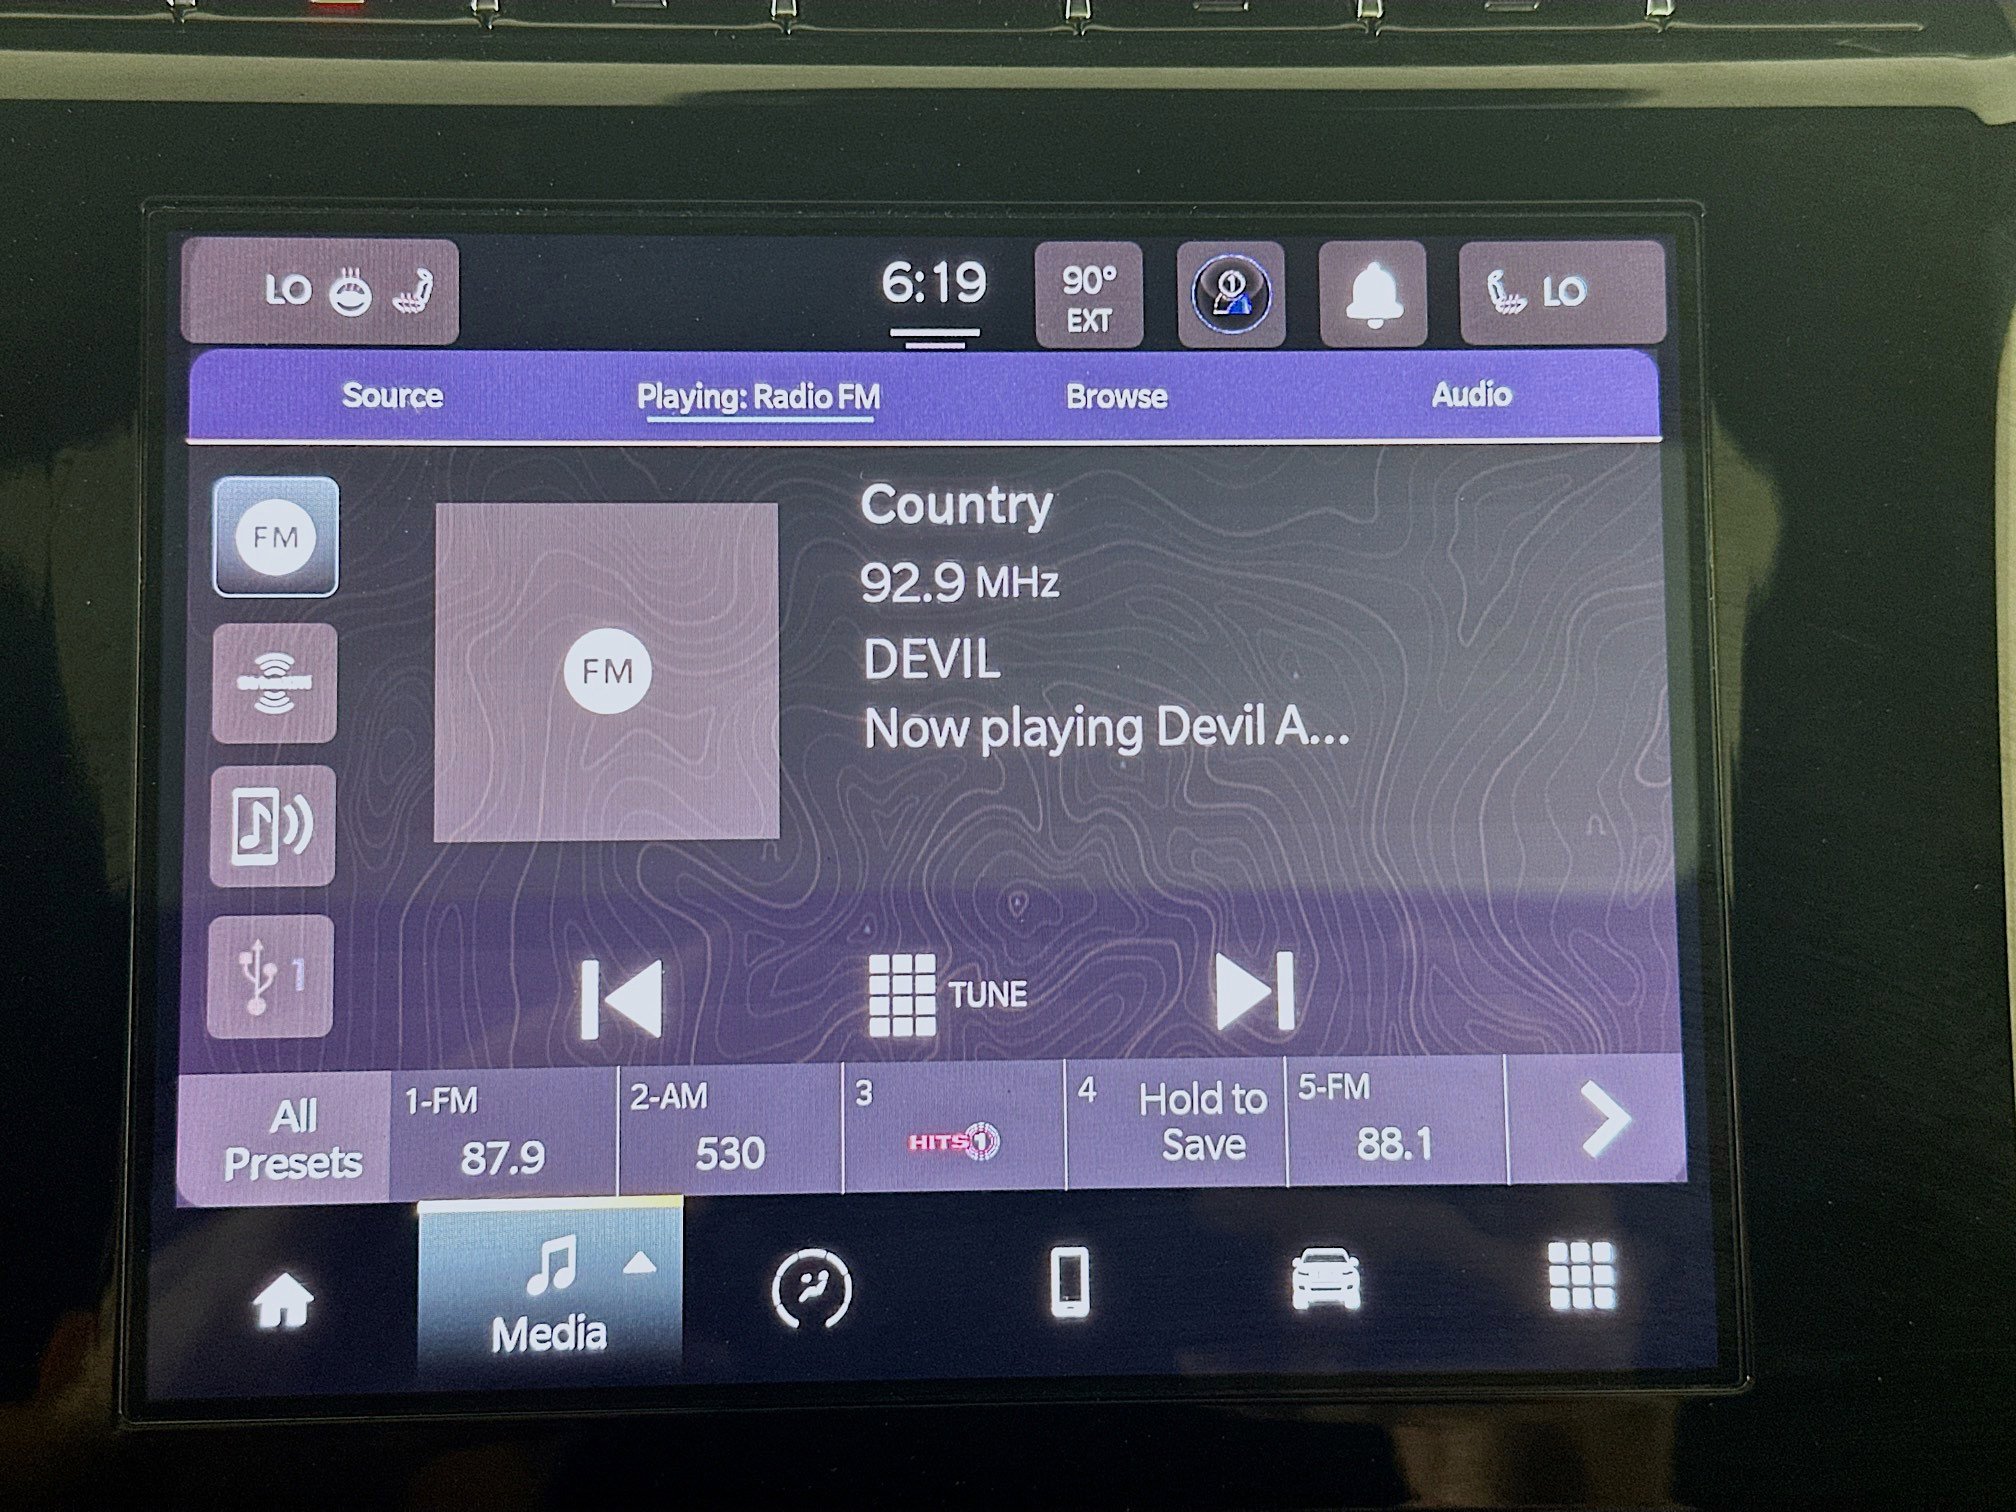 LO
6:19
90°
EXT
1
LO
Source
Playing: Radio FM
Browse
Audio
FM
FM
Country
92.9 MHz
DEVIL
Now playing Devil A...
1
TUNE
All
Presets
1-FM
87.9
2-AM
530
3
HITS1
4
Hold to
Save
5-FM
88.1
Media